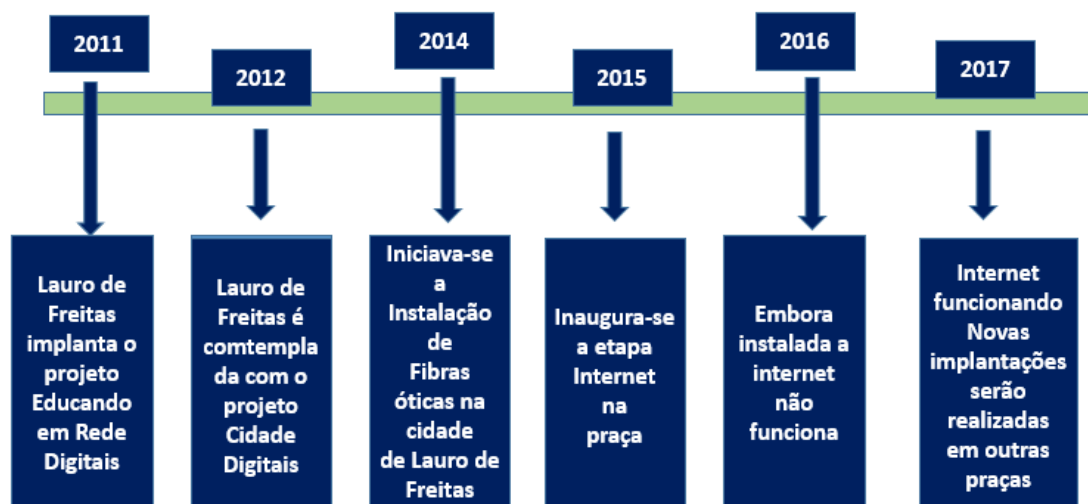 2011
2012
2014
2015
2016
2017
Lauro de
Freitas
implanta o
projeto
Educando
em Rede
Digitais
Lauro de
Freitas é
comtempla
da com o
projeto
Cidade
Digitais
Iniciava-se
a
Instalação
de
Fibras
óticas na
cidade
de Lauro de
Freitas
Inaugura-se
a etapa
Internet
na
praça
Embora
instalada a
internet
não
funciona
Internet
funcionando
Novas
implantações
serão
realizadas
em outras
praças